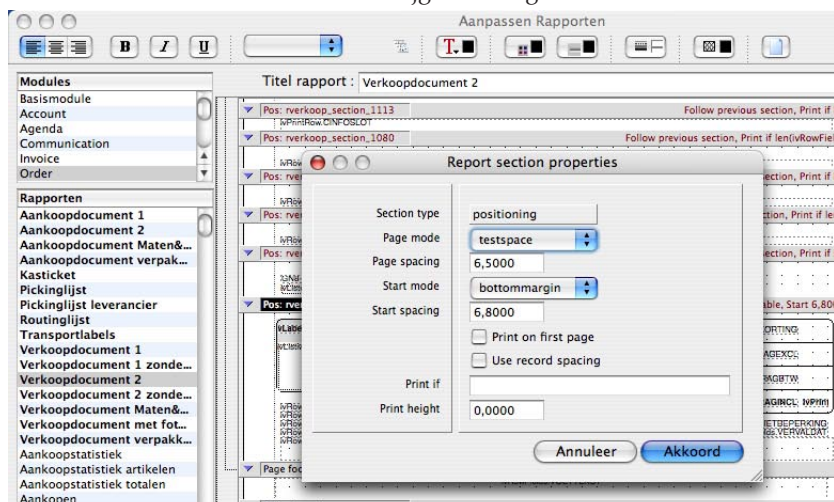 Aanpassen Rapporten
B I U
T
Modules
Titel rapport : Verkoopdocument 2
Basismodule
Account
Agenda
Communication
Invoice
Order
Rapporten
Aankoopdocument 1
Aankoopdocument 2
Aankoopdocument Maten&...
Aankoopdocument verpak...
Kasticket
Pickinglijst
Pickinglijst leverancier
Routinglijst
Transportlabels
Verkoopdocument 1
Verkoopdocument 1 zonde...
Verkoopdocument 2
Verkoopdocument 2 zonde...
Verkoopdocument Maten&...
Verkoopdocument met fot...
Verkoopdocument verpakk...
Aankoopstatistiek
Aankoopstatistiek artikelen
Aankoopstatistiek totalen
Aankopen
Pos: rverkoop_section_1113 Follow previous section, Print if
lvPrintRow.CINFOSLOT
Pos: rverkoop_section_1080 Follow previous section, Print if len(lvRowFiel
Report section properties
Section type positioning
Page mode testspace
Page spacing 6,5000
Start mode bottommargin
Start spacing 6,8000
Print on first page
Use record spacing
Print if
Print height 0,0000
Annuleer Akkoord
Page foo